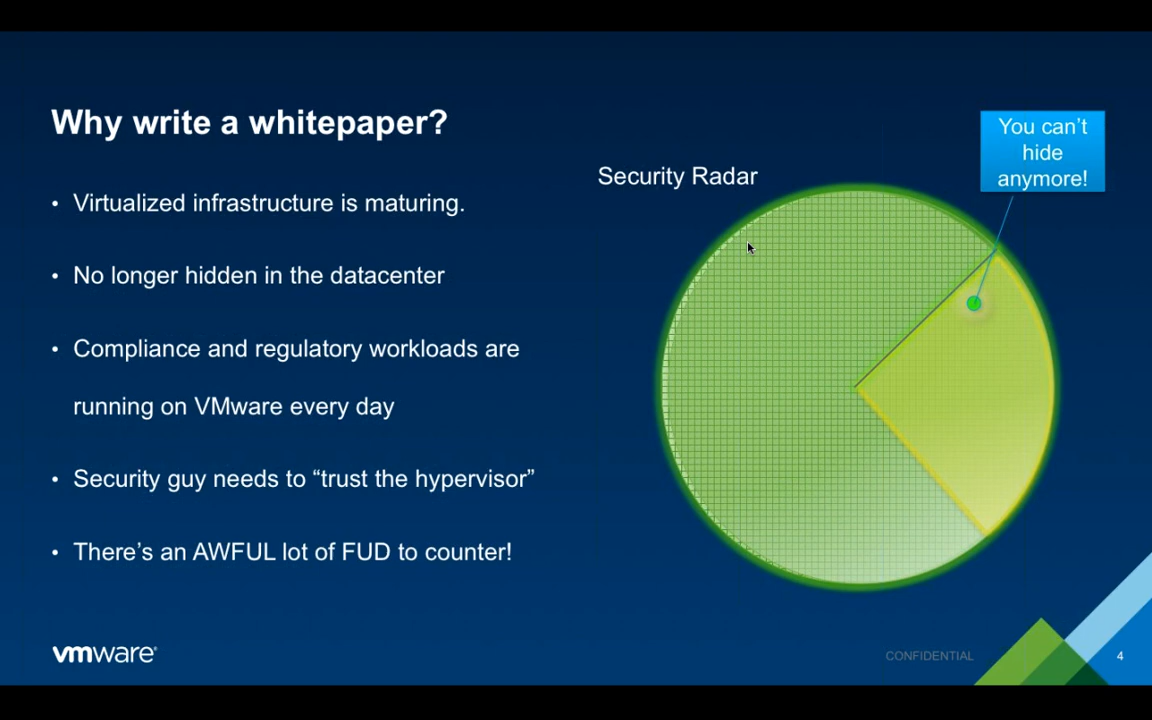 Why write a whitepaper?
• Virtualized infrastructure is maturing.
• No longer hidden in the datacenter
• Compliance and regulatory workloads are
running on VMware every day
• Security guy needs to “trust the hypervisor”
• There’s an AWFUL lot of FUD to counter!
Security Radar
You can’t
hide
anymore!
vmware®
CONFIDENTIAL
4